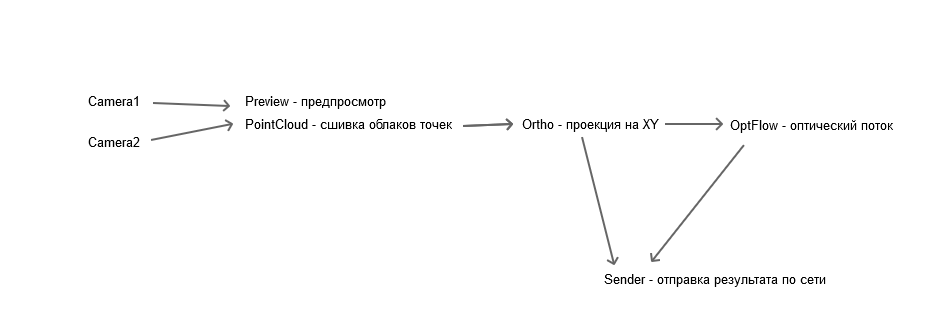 Camera1
Preview - предпросмотр
PointCloud - сшивка облаков точек
Ortho - проекция на XY
OptFlow - оптический поток
Camera2
Sender - отправка результата по сети